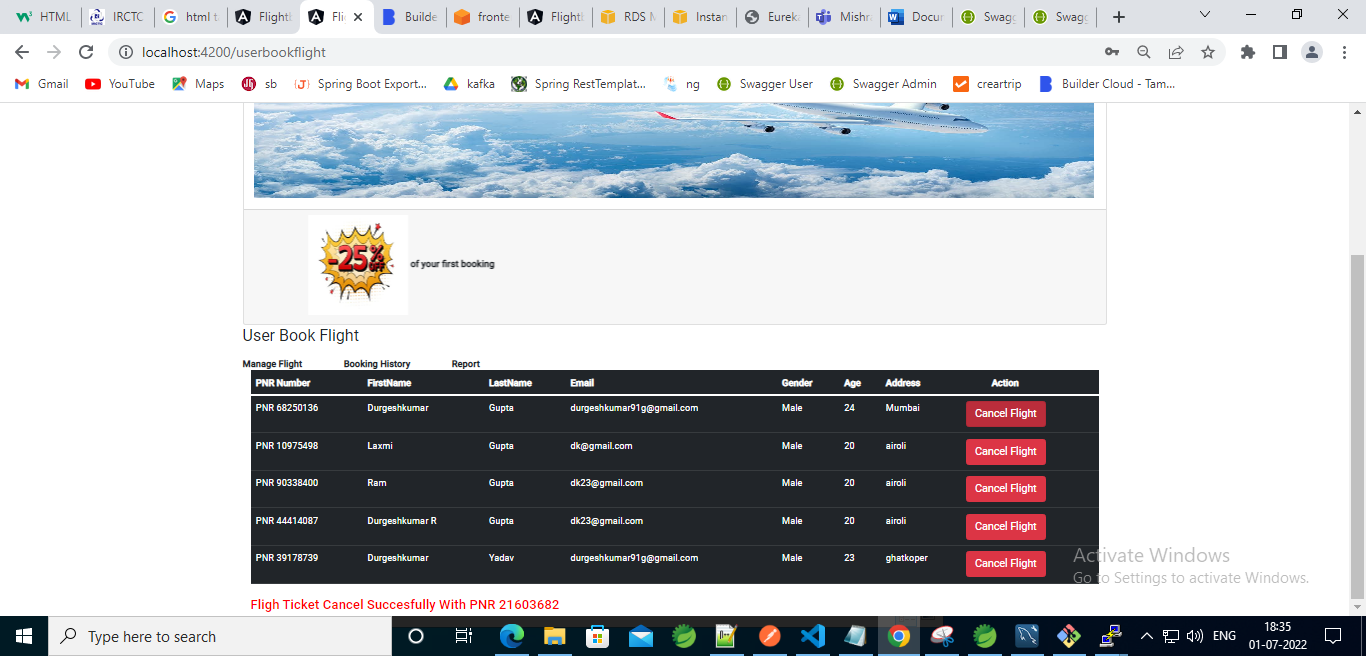 HTML IRCTC html t Flight Fli Builde fronte Flight RDS M Instan Eurek Mishr Docur Swag Swag
localhost:4200/userbookflight
Gmail YouTube Maps sb Spring Boot Export... kafka Spring RestTemplat... ng Swagger User Swagger Admin creartrip Builder Cloud - Tam...
-25% OFF of your first booking
User Book Flight
Manage Flight Booking History Report
PNR Number FirstName LastName Email Gender Age Address Action
PNR 68250136 Durgeshkumar Gupta durgeshkumar91g@gmail.com Male 24 Mumbai Cancel Flight
PNR 10975498 Laxmi Gupta dk@gmail.com Male 20 airoli Cancel Flight
PNR 90338400 Ram Gupta dk23@gmail.com Male 20 airoli Cancel Flight
PNR 44414087 Durgeshkumar R Gupta dk23@gmail.com Male 20 airoli Cancel Flight
PNR 39178739 Durgeshkumar Yadav durgeshkumar91g@gmail.com Male 23 ghatkoper Cancel Flight
Activate Windows
Go to Settings to activate Windows.
Fligh Ticket Cancel Succesfully With PNR 21603682
Type here to search ENG 18:35
01-07-2022